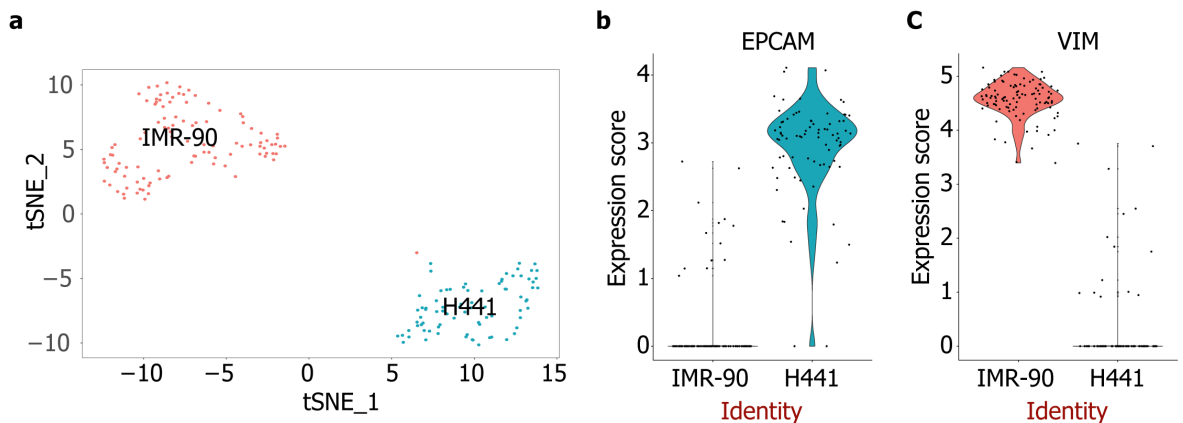 a
tSNE_2
10
5
0
−5
−10
IMR-90
H441
−10
−5
0
5
10
15
tSNE_1
b
EPCAM
Expression score
4
3
2
1
0
IMR-90
H441
Identity
C
VIM
Expression score
5
4
3
2
1
0
IMR-90
H441
Identity